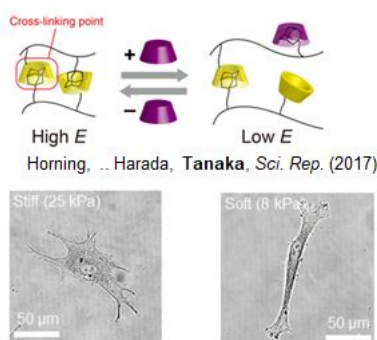 Cross-linking point
+
−
High E
Low E
Horning, .. Harada, Tanaka, Sci. Rep. (2017)
Stiff (25 kPa)
Soft (8 kPa)
50 µm
50 µm